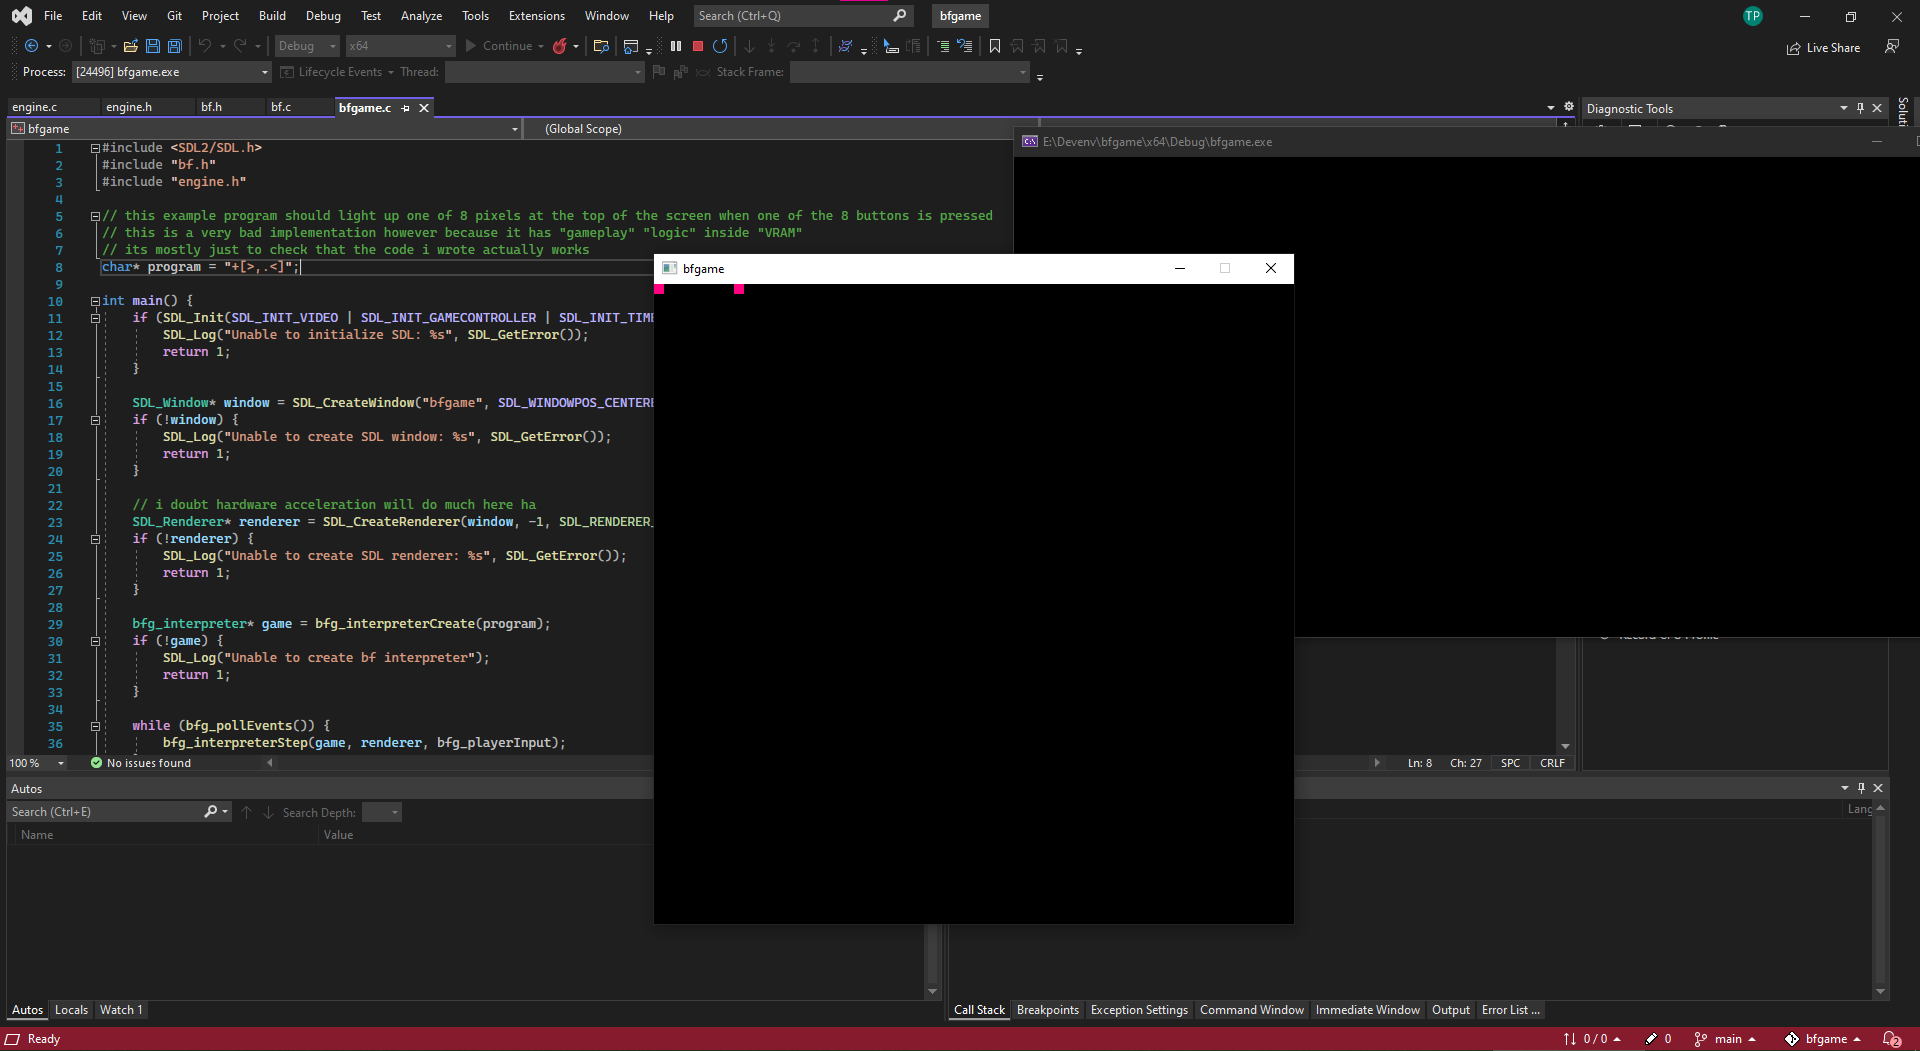 File Edit View Git Project Build Debug Test Analyze Tools Extensions Window Help Search (Ctrl+Q) bfgame TP
Debug x64 Continue Live Share
Process: [24496] bfgame.exe Lifecycle Events Thread: Stack Frame:
engine.c engine.h bf.h bf.c bfgame.c Diagnostic Tools
bfgame (Global Scope)
E:\Devenv\bfgame\x64\Debug\bfgame.exe
1 #include <SDL2/SDL.h>
2 #include "bf.h"
3 #include "engine.h"
4
5 // this example program should light up one of 8 pixels at the top of the screen when one of the 8 buttons is pressed
6 // this is a very bad implementation however because it has "gameplay" "logic" inside "VRAM"
7 // its mostly just to check that the code i wrote actually works
8 char* program = "+[>,.<]";
bfgame
9
10 int main() {
11 if (SDL_Init(SDL_INIT_VIDEO | SDL_INIT_GAMECONTROLLER | SDL_INIT_TIME
12 SDL_Log("Unable to initialize SDL: %s", SDL_GetError());
13 return 1;
14 }
15
16 SDL_Window* window = SDL_CreateWindow("bfgame", SDL_WINDOWPOS_CENTERE
17 if (!window) {
18 SDL_Log("Unable to create SDL window: %s", SDL_GetError());
19 return 1;
20 }
21
22 // i doubt hardware acceleration will do much here ha
23 SDL_Renderer* renderer = SDL_CreateRenderer(window, -1, SDL_RENDERER_
24 if (!renderer) {
25 SDL_Log("Unable to create SDL renderer: %s", SDL_GetError());
26 return 1;
27 }
28
29 bfg_interpreter* game = bfg_interpreterCreate(program);
30 if (!game) {
31 SDL_Log("Unable to create bf interpreter");
32 return 1;
33 }
34
35 while (bfg_pollEvents()) {
36 bfg_interpreterStep(game, renderer, bfg_playerInput);
100 % No issues found Ln: 8 Ch: 27 SPC CRLF
Autos
Search (Ctrl+E) Search Depth: Lang
Name Value
Autos Locals Watch 1 Call Stack Breakpoints Exception Settings Command Window Immediate Window Output Error List ...
Ready 0 / 0 0 main bfgame 2